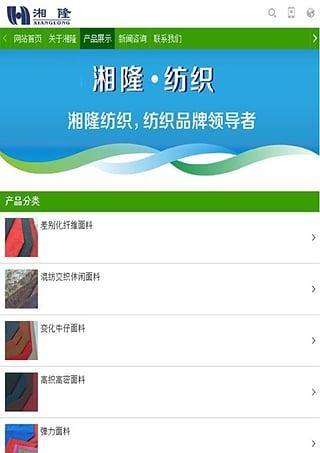 湘 隆
XIANGLONG
网站首页 关于湘隆 产品展示 新闻咨询 联系我们
湘隆·纺织
湘隆纺织，纺织品牌领导者
产品分类
差别化纤维面料
混纺交织休闲面料
变化牛仔面料
高织高密面料
弹力面料